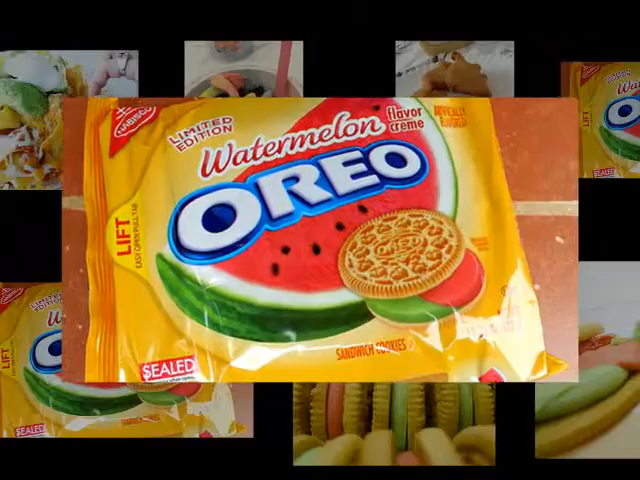 NABISCO
LIMITED
EDITION
Watermelon
flavor
creme
ARTIFICIALLY
FLAVORED
OREO
LIFT
EASY OPEN PULL TAB
OREO
SANDWICH COOKIES
SEALED
LIMITED
EDITION
LIFT
SEALED
SEALED